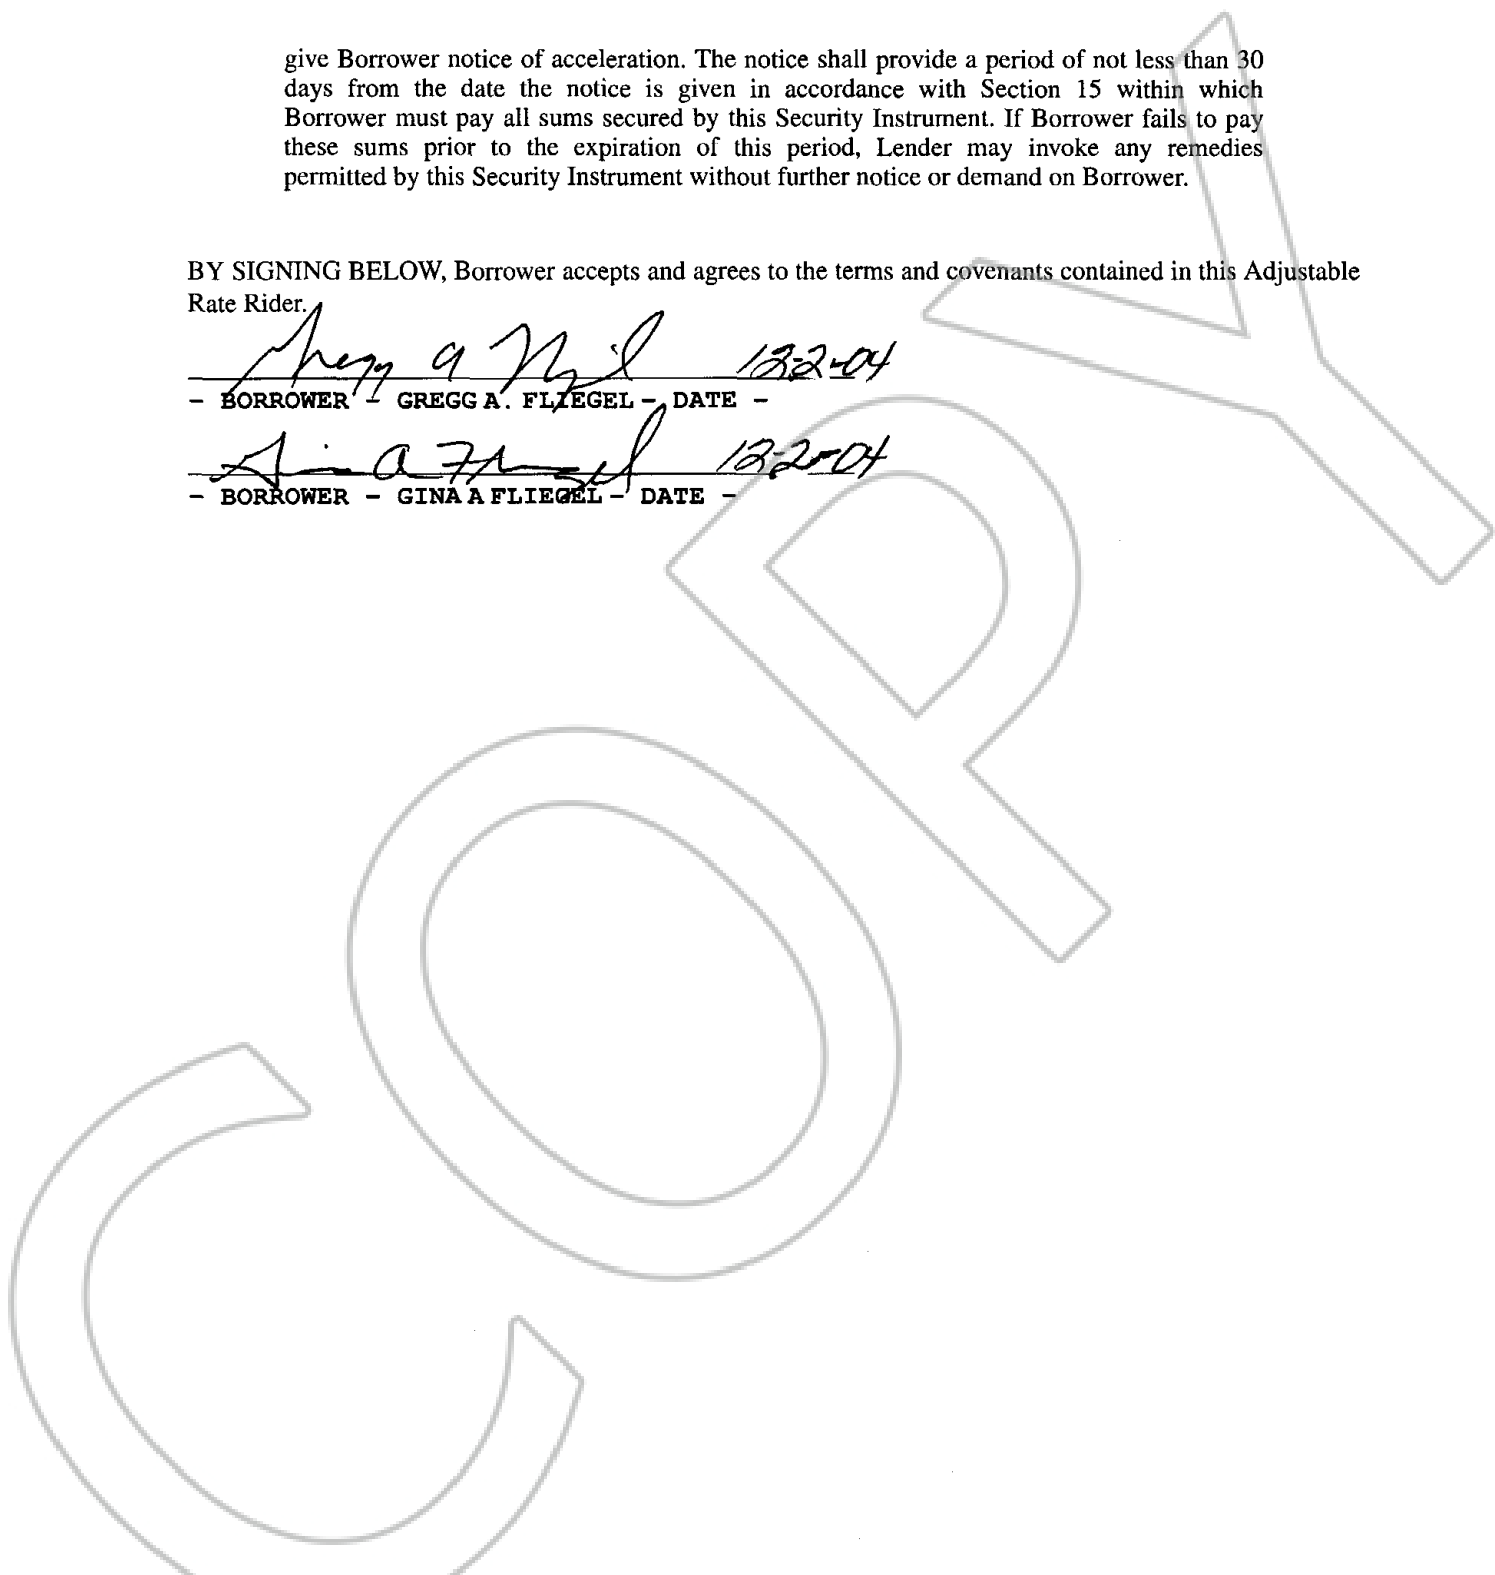 give Borrower notice of acceleration. The notice shall provide a period of not less than 30
days from the date the notice is given in accordance with Section 15 within which
Borrower must pay all sums secured by this Security Instrument. If Borrower fails to pay
these sums prior to the expiration of this period, Lender may invoke any remedies
permitted by this Security Instrument without further notice or demand on Borrower.
BY SIGNING BELOW, Borrower accepts and agrees to the terms and covenants contained in this Adjustable
Rate Rider.
Gregg A 12-2-04
- BORROWER - GREGG A. FLIEGEL - DATE -
Gina A Fliegel 12-2-04
- BORROWER - GINA A FLIEGEL - DATE -
COPY